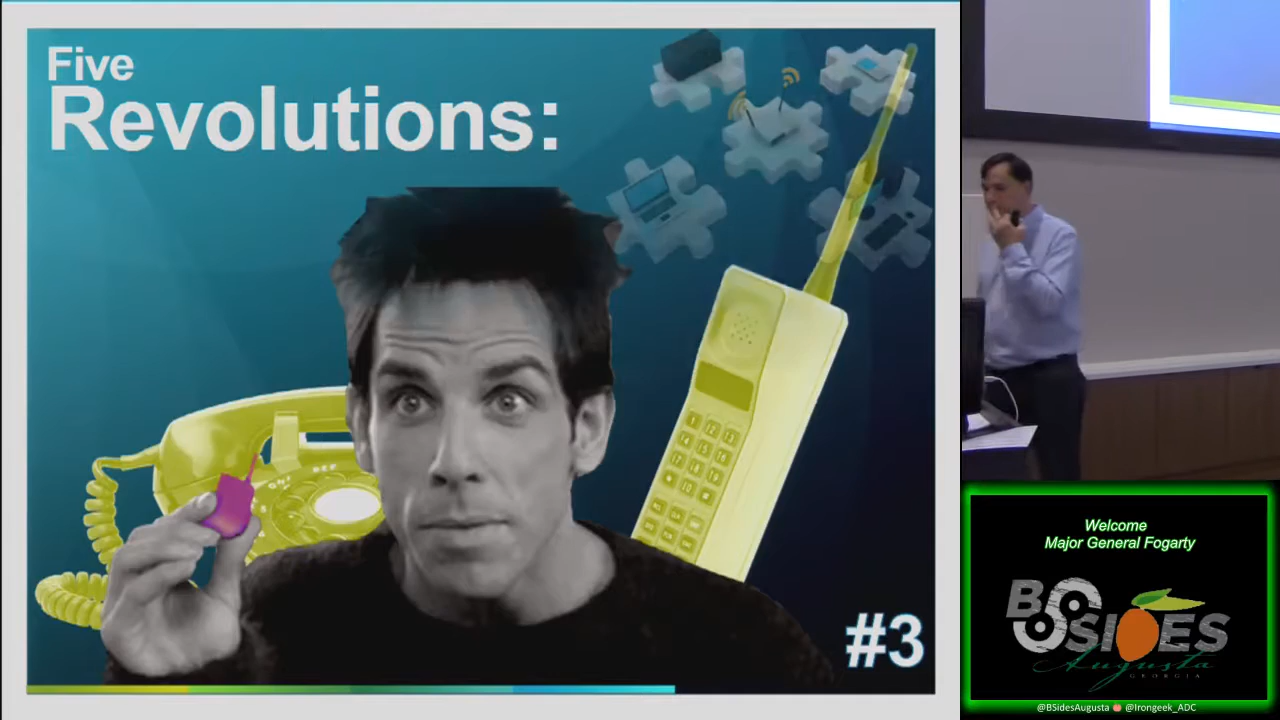 Five
Revolutions:
#3
Welcome
Major General Fogarty
BSIDES
Augusta
GEORGIA
@BSidesAugusta @Irongeek_ADC